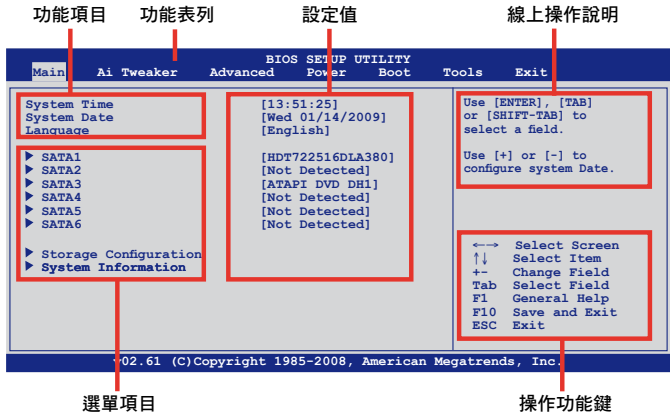 功能項目 功能表列 設定值 線上操作說明
BIOS SETUP UTILITY
Main Ai Tweaker Advanced Power Boot Tools Exit
System Time [13:51:25]
System Date [Wed 01/14/2009]
Language [English]
SATA1 [HDT722516DLA380]
SATA2 [Not Detected]
SATA3 [ATAPI DVD DH1]
SATA4 [Not Detected]
SATA5 [Not Detected]
SATA6 [Not Detected]
Storage Configuration
System Information
Use [ENTER], [TAB]
or [SHIFT-TAB] to
select a field.
Use [+] or [-] to
configure system Date.
←→ Select Screen
↑↓ Select Item
+- Change Field
Tab Select Field
F1 General Help
F10 Save and Exit
ESC Exit
v02.61 (C)Copyright 1985-2008, American Megatrends, Inc.
選單項目 操作功能鍵